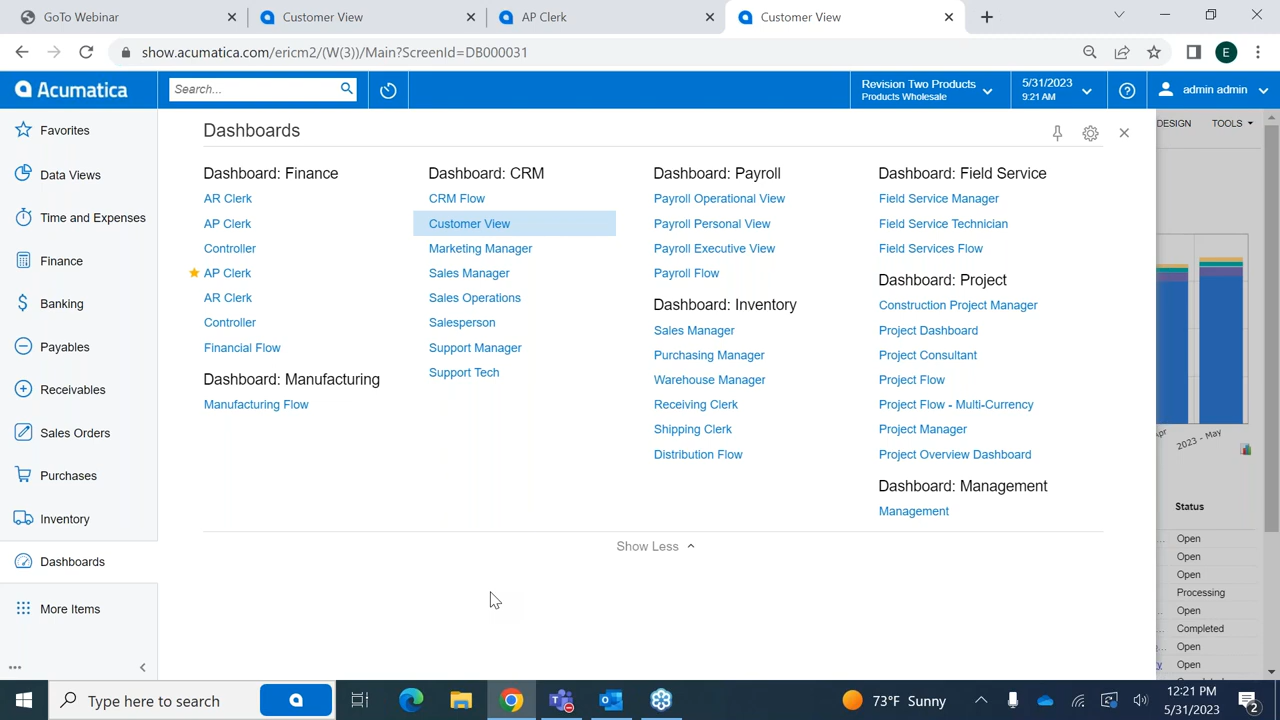 GoTo Webinar
Customer View
AP Clerk
Customer View
show.acumatica.com/ericm2/(W(3))/Main?ScreenId=DB000031
E
Acumatica
Search...
Revision Two Products
Products Wholesale
5/31/2023
9:21 AM
admin admin
Favorites
Data Views
Time and Expenses
Finance
Banking
Payables
Receivables
Sales Orders
Purchases
Inventory
Dashboards
More Items
Dashboards
Dashboard: Finance
AR Clerk
AP Clerk
Controller
AP Clerk
AR Clerk
Controller
Financial Flow
Dashboard: Manufacturing
Manufacturing Flow
Dashboard: CRM
CRM Flow
Customer View
Marketing Manager
Sales Manager
Sales Operations
Salesperson
Support Manager
Support Tech
Dashboard: Payroll
Payroll Operational View
Payroll Personal View
Payroll Executive View
Payroll Flow
Dashboard: Inventory
Sales Manager
Purchasing Manager
Warehouse Manager
Receiving Clerk
Shipping Clerk
Distribution Flow
Dashboard: Field Service
Field Service Manager
Field Service Technician
Field Services Flow
Dashboard: Project
Construction Project Manager
Project Dashboard
Project Consultant
Project Flow
Project Flow - Multi-Currency
Project Manager
Project Overview Dashboard
Dashboard: Management
Management
Show Less
DESIGN TOOLS
2023 - May
Status
Open
Open
Open
Processing
Open
Completed
Open
Open
Type here to search
73°F Sunny
12:21 PM
5/31/2023
2